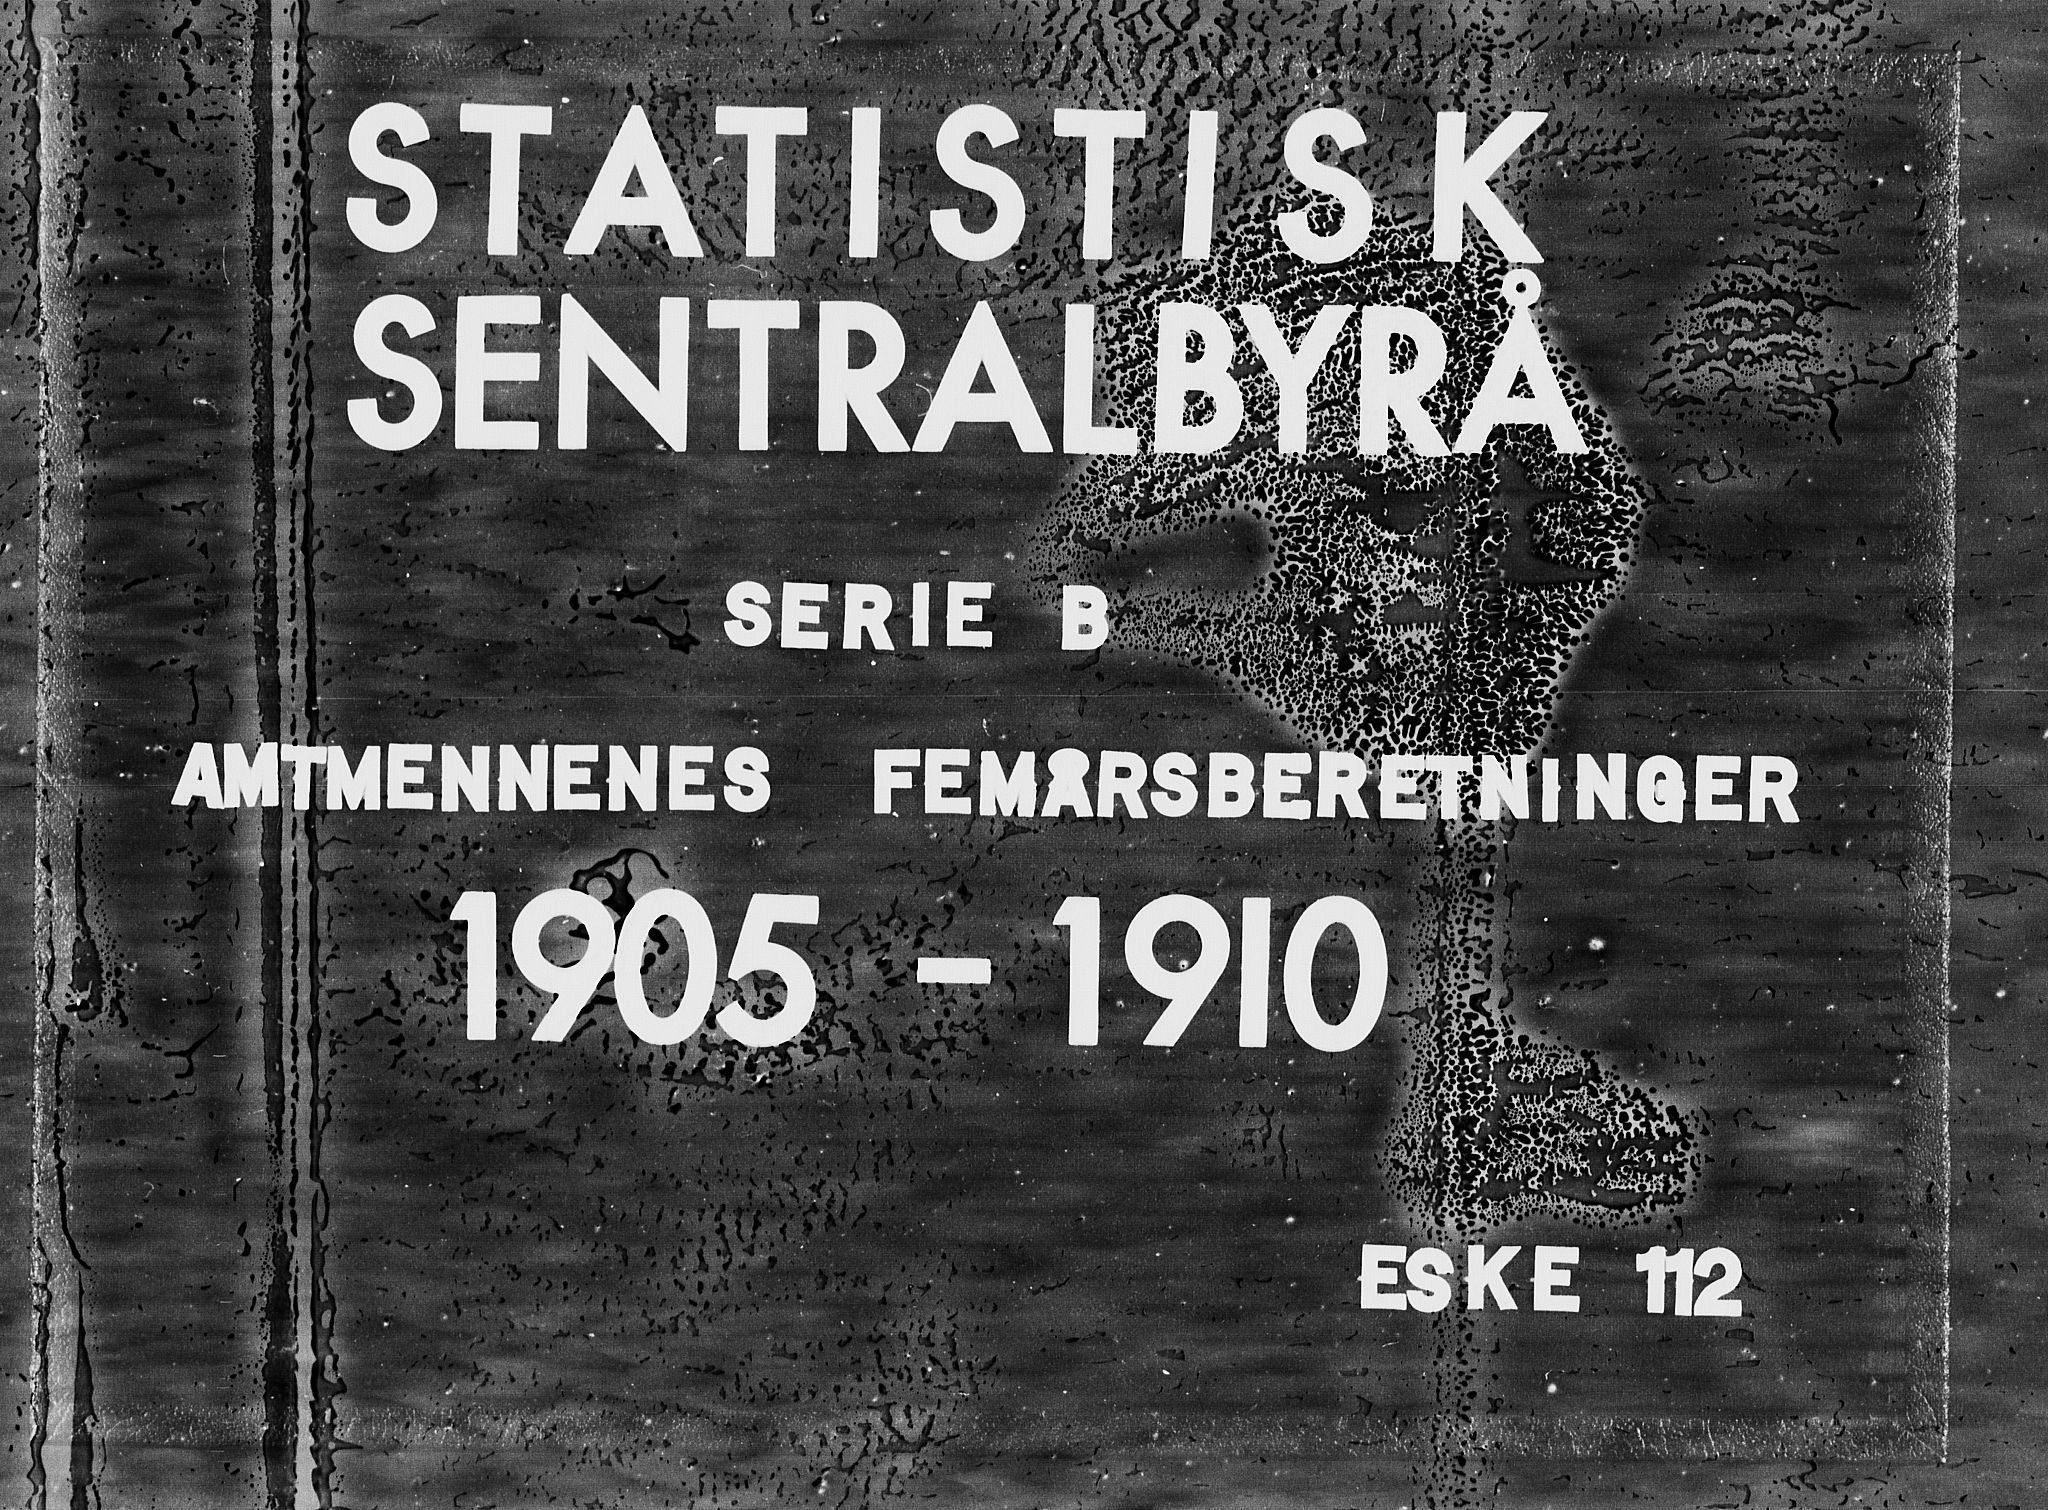 STATISTISK
SENTRALBYRÅ
SERIE B
AMTMENNENES FEMÅRSBERETNINGER
1905 - 1910
ESKE 112